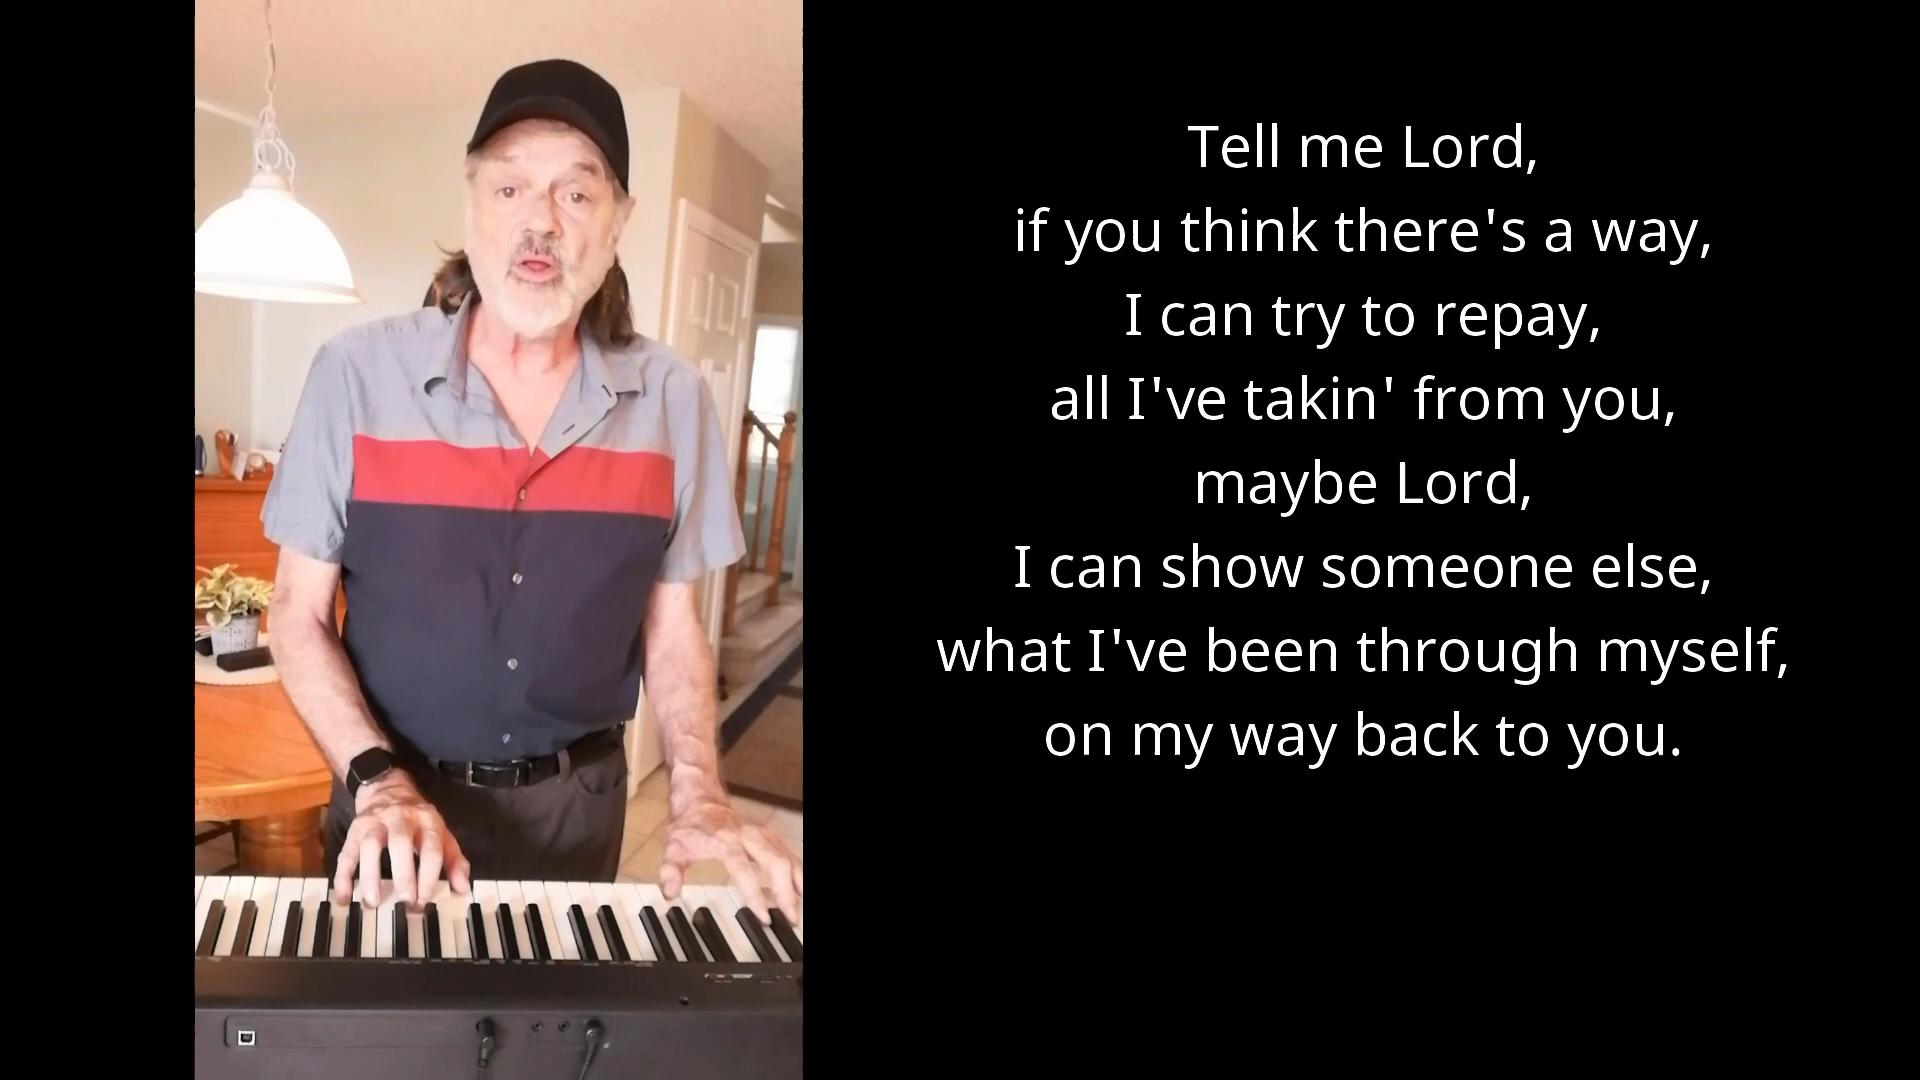 Tell me Lord,
if you think there's a way,
I can try to repay,
all I've takin' from you,
maybe Lord,
I can show someone else,
what I've been through myself,
on my way back to you.